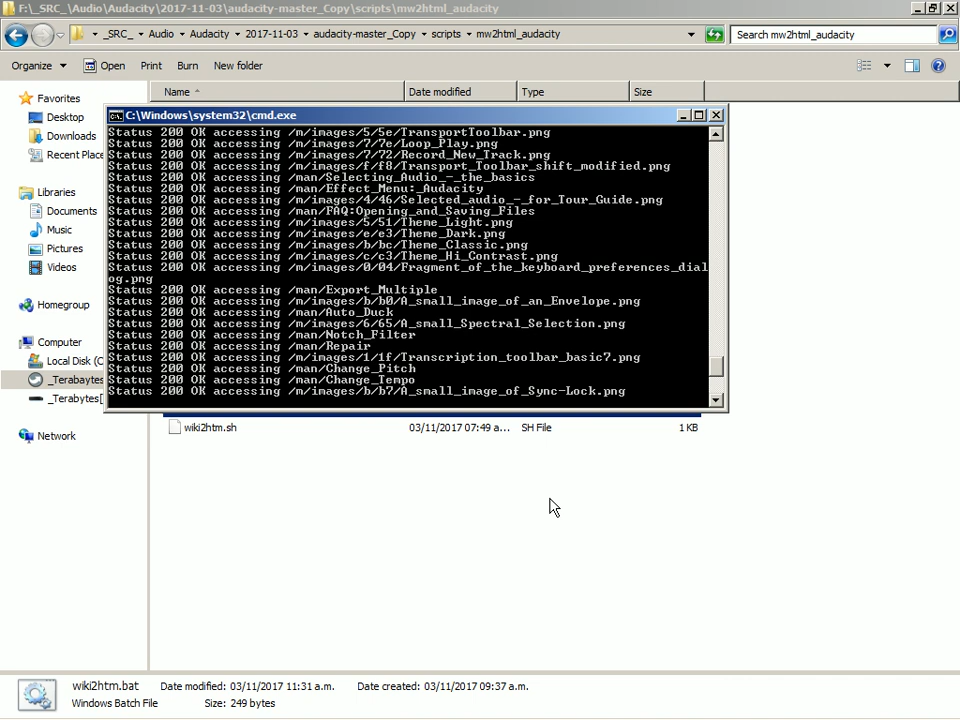 F:\_SRC_\Audio\Audacity\2017-11-03\audacity-master_Copy\scripts\mw2html_audacity
_SRC_ Audio Audacity 2017-11-03 audacity-master_Copy scripts mw2html_audacity
Search mw2html_audacity
Organize Open Print Burn New folder
Name Date modified Type Size
Favorites
Desktop
Downloads
Recent Place
Libraries
Documents
Music
Pictures
Videos
Homegroup
Computer
Local Disk (C
_Terabytes
_Terabytes[
Network
C:\Windows\system32\cmd.exe
Status 200 OK accessing /m/images/5/5e/TransportToolbar.png
Status 200 OK accessing /m/images/7/7e/Loop_Play.png
Status 200 OK accessing /m/images/7/72/Record_New_Track.png
Status 200 OK accessing /m/images/f/f8/Transport_Toolbar_shift_modified.png
Status 200 OK accessing /man/Selecting_Audio_-_the_basics
Status 200 OK accessing /man/Effect_Menu:_Audacity
Status 200 OK accessing /m/images/4/46/Selected_audio_-_for_Tour_Guide.png
Status 200 OK accessing /man/FAQ:Opening_and_Saving_Files
Status 200 OK accessing /m/images/5/51/Theme_Light.png
Status 200 OK accessing /m/images/e/e3/Theme_Dark.png
Status 200 OK accessing /m/images/b/bc/Theme_Classic.png
Status 200 OK accessing /m/images/c/c3/Theme_Hi_Contrast.png
Status 200 OK accessing /m/images/0/04/Fragment_of_the_keyboard_preferences_dial
og.png
Status 200 OK accessing /man/Export_Multiple
Status 200 OK accessing /m/images/b/b0/A_small_image_of_an_Envelope.png
Status 200 OK accessing /man/Auto_Duck
Status 200 OK accessing /m/images/6/65/A_small_Spectral_Selection.png
Status 200 OK accessing /man/Notch_Filter
Status 200 OK accessing /man/Repair
Status 200 OK accessing /m/images/1/1f/Transcription_toolbar_basic7.png
Status 200 OK accessing /man/Change_Pitch
Status 200 OK accessing /man/Change_Tempo
Status 200 OK accessing /m/images/b/b7/A_small_image_of_Sync-Lock.png
wiki2htm.sh 03/11/2017 07:49 a... SH File 1 KB
wiki2htm.bat Date modified: 03/11/2017 11:31 a.m. Date created: 03/11/2017 09:37 a.m.
Windows Batch File Size: 249 bytes